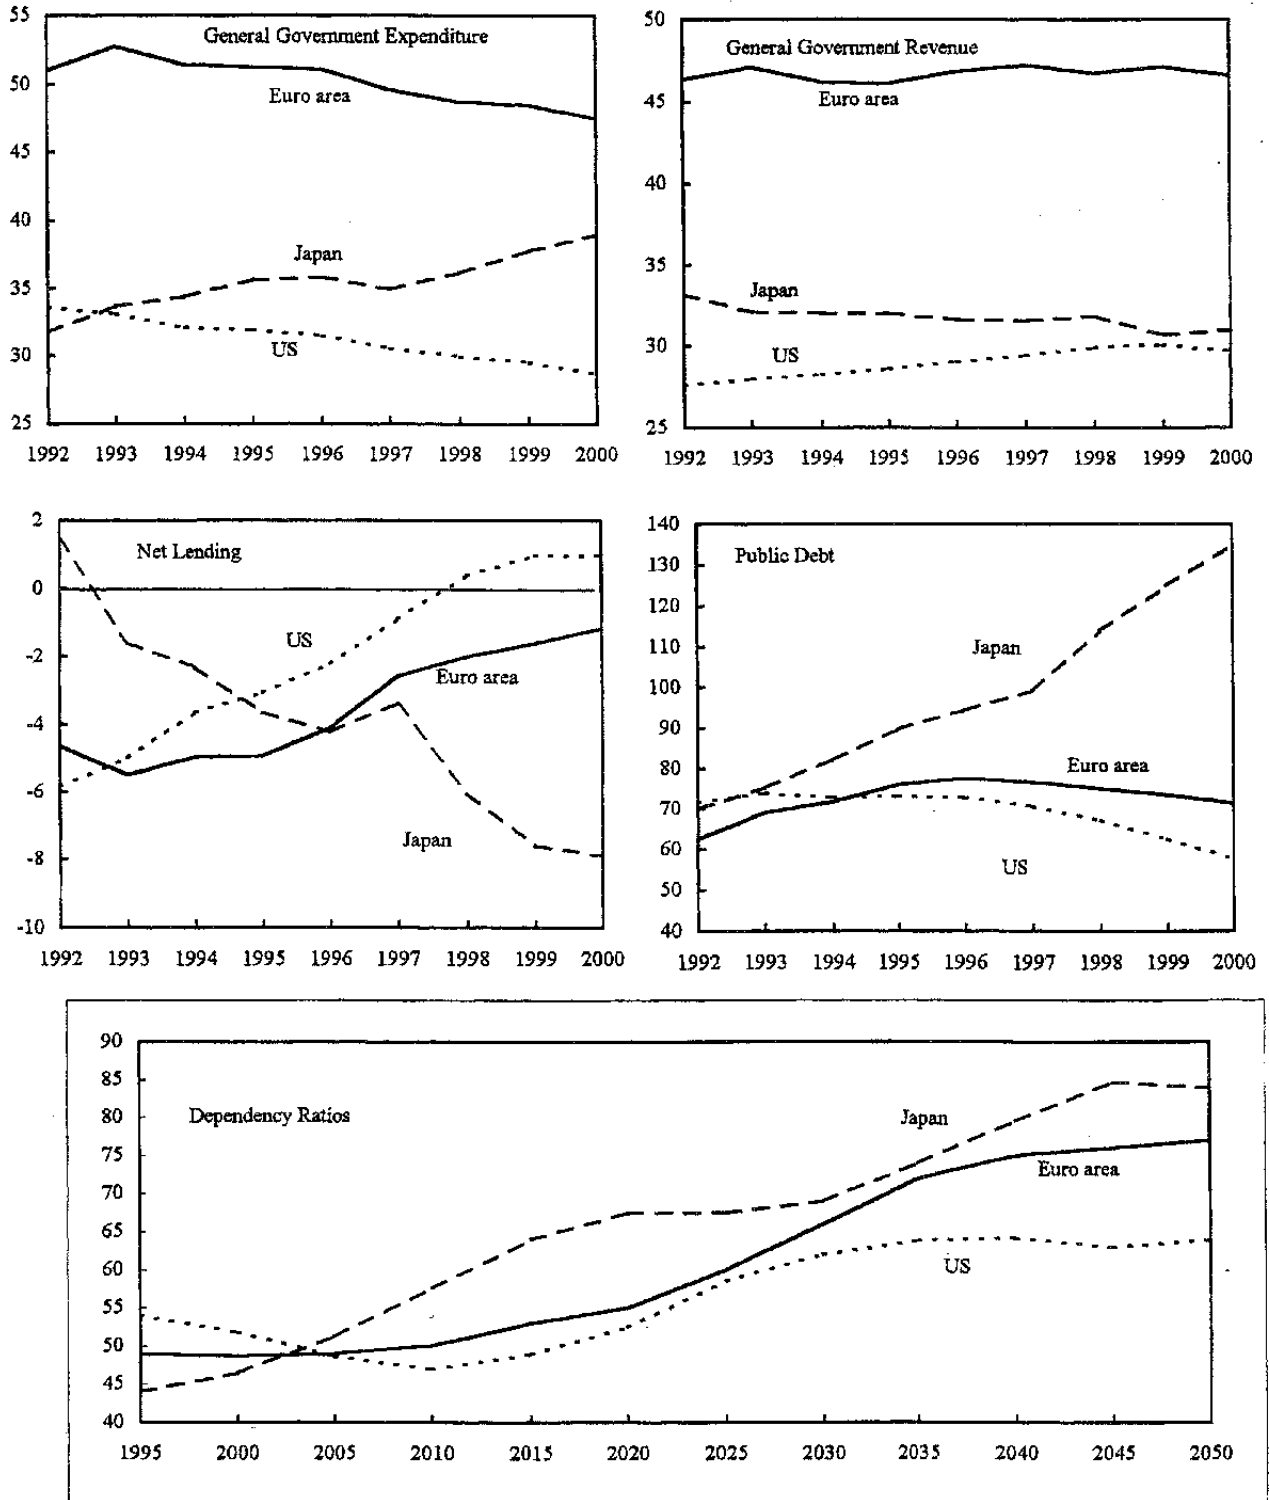 General Government Expenditure
55
50
45
40
35
30
25
Euro area
Japan
US
1992 1993 1994 1995 1996 1997 1998 1999 2000
General Government Revenue
50
45
40
35
30
25
Euro area
Japan
US
1992 1993 1994 1995 1996 1997 1998 1999 2000
Net Lending
2
0
-2
-4
-6
-8
-10
US
Euro area
Japan
1992 1993 1994 1995 1996 1997 1998 1999 2000
Public Debt
140
130
120
110
100
90
80
70
60
50
40
Japan
Euro area
US
1992 1993 1994 1995 1996 1997 1998 1999 2000
Dependency Ratios
90
85
80
75
70
65
60
55
50
45
40
Japan
Euro area
US
1995 2000 2005 2010 2015 2020 2025 2030 2035 2040 2045 2050